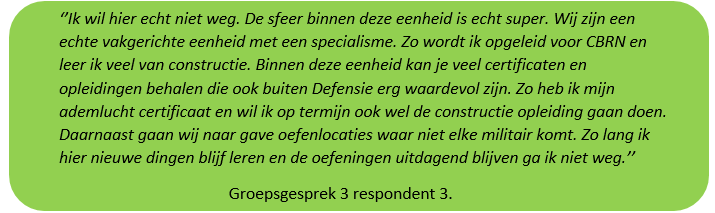 ‘’Ik wil hier echt niet weg. De sfeer binnen deze eenheid is echt super. Wij zijn een
echte vakgerichte eenheid met een specialisme. Zo wordt ik opgeleid voor CBRN en
leer ik veel van constructie. Binnen deze eenheid kan je veel certificaten en
opleidingen behalen die ook buiten Defensie erg waardevol zijn. Zo heb ik mijn
ademlucht certificaat en wil ik op termijn ook wel de constructie opleiding gaan doen.
Daarnaast gaan wij naar gave oefenlocaties waar niet elke militair komt. Zo lang ik
hier nieuwe dingen blijf leren en de oefeningen uitdagend blijven ga ik niet weg.’’
Groepsgesprek 3 respondent 3.